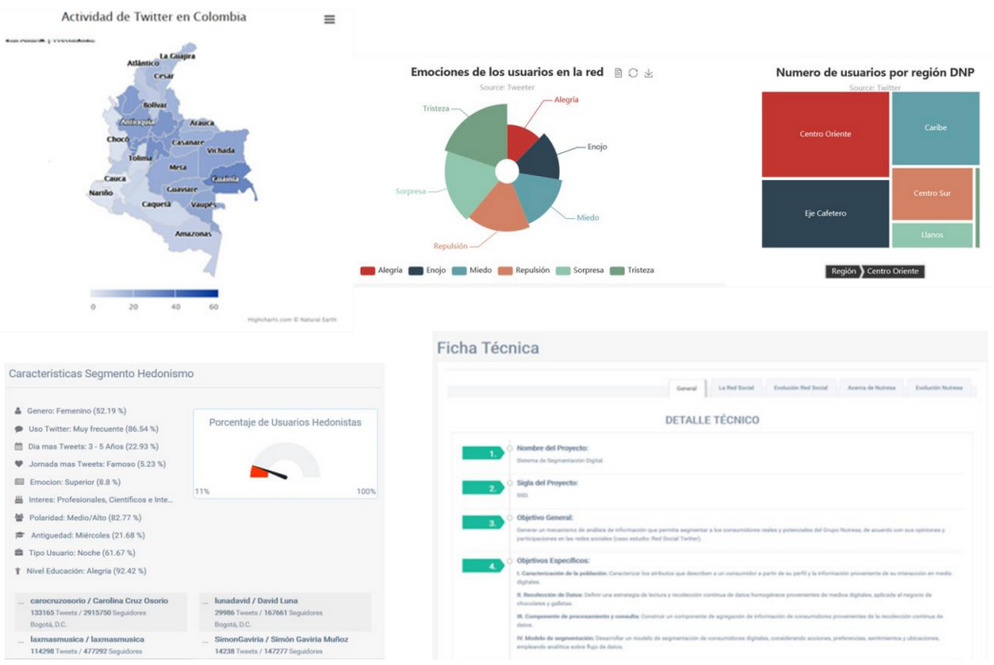 Actividad de Twitter en Colombia
La Guajira
Atlántico
Cesar
Bolívar
Antioquia
Arauca
Chocó
Casanare
Vichada
Tolima
Meta
Cauca
Guainía
Nariño
Guaviare
Caquetá
Vaupés
Amazonas
0 20 40 60
Highcharts.com © Natural Earth
Emociones de los usuarios en la red
Source: Tweeter
Tristeza
Alegría
Enojo
Sorpresa
Miedo
Repulsión
Alegría Enojo Miedo Repulsión Sorpresa Tristeza
Numero de usuarios por región DNP
Source: Twitter
Centro Oriente
Caribe
Centro Sur
Eje Cafetero
Llanos
Región Centro Oriente
Caracteristicas Segmento Hedonismo
Genero: Femenino (52.19 %)
Uso Twitter: Muy frecuente (86.54 %)
Dia mas Tweets: 3 - 5 Años (22.93 %)
Jornada mas Tweets: Famoso (5.23 %)
Emocion: Superior (8.8 %)
Interes: Profesionales, Científicos e Inte...
Polaridad: Medio/Alto (82.77 %)
Antiguedad: Miércoles (21.68 %)
Tipo Usuario: Noche (61.67 %)
Nivel Educación: Alegría (92.42 %)
Porcentaje de Usuarios Hedonistas
11% 100%
... carocruzosorio / Carolina Cruz Osorio
133165 Tweets / 2915750 Seguidores
Bogotá, D.C.
... lunadavid / David Luna
29986 Tweets / 167661 Seguidores
Bogotá, D.C.
... laxmasmusica / laxmasmusica
114298 Tweets / 477292 Seguidores
... SimonGaviria / Simón Gaviria Muñoz
14238 Tweets / 147277 Seguidores
Ficha Técnica
General La Red Social Evolución Red Social Acerca de Nutresa Evolución Nutresa
DETALLE TÉCNICO
1. Nombre del Proyecto:
Sistema de Segmentación Digital.
2. Sigla del Proyecto:
SSD.
3. Objetivo General:
Generar un mecanismo de análisis de información que permita segmentar a los consumidores reales y potenciales del Grupo Nutresa, de acuerdo con sus opiniones y
participaciones en las redes sociales (caso estudio: Red Social Twitter).
4. Objetivos Específicos:
I. Caracterización de la población: Caracterizar los atributos que describen a un consumidor a partir de su perfil y la información proveniente de su interacción en medio
digitales.
II. Recolección de Datos: Definir una estrategia de lectura y recolección continua de datos homogéneos provenientes de medios digitales, aplicada al negocio de
chocolates y galletas.
III. Componente de procesamiento y consulta: Construir un componente de agregación de información de consumidores provenientes de la recolección continua de
datos.
IV. Modelo de segmentación: Desarrollar un modelo de segmentación de consumidores digitales, considerando acciones, preferencias, sentimientos y ubicaciones,
empleando analítica sobre flujo de datos.